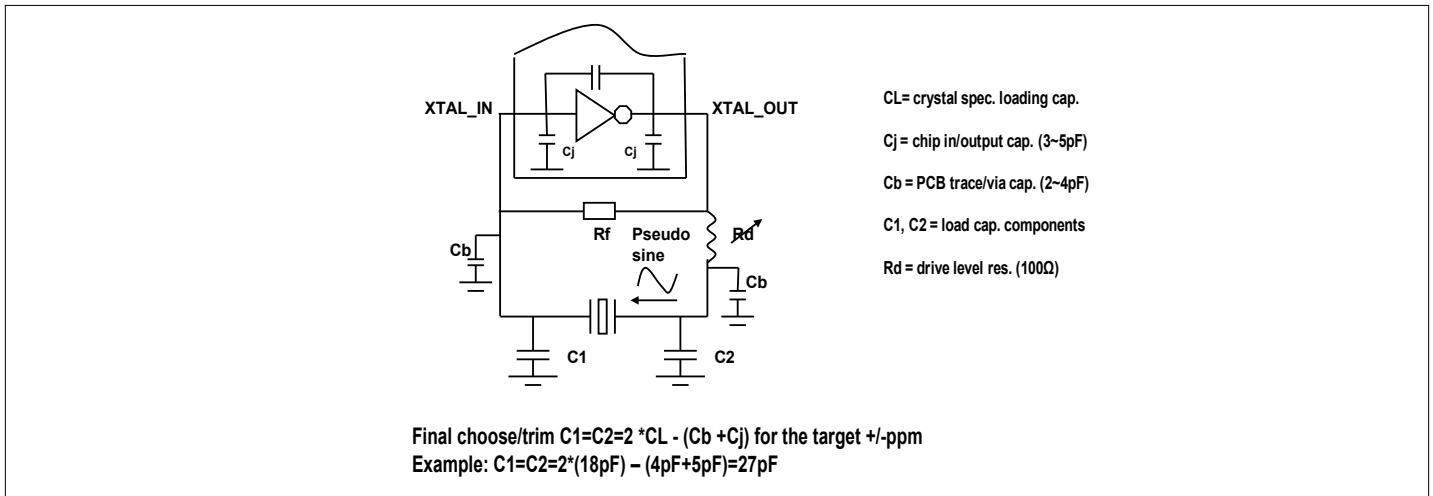 XTAL_IN
XTAL_OUT
Cj
Cj
Rf
Pseudo
sine
Rd
Cb
Cb
C1
C2
CL= crystal spec. loading cap.
Cj = chip in/output cap. (3~5pF)
Cb = PCB trace/via cap. (2~4pF)
C1, C2 = load cap. components
Rd = drive level res. (100Ω)
Final choose/trim C1=C2=2 *CL - (Cb +Cj) for the target +/-ppm
Example: C1=C2=2*(18pF) – (4pF+5pF)=27pF